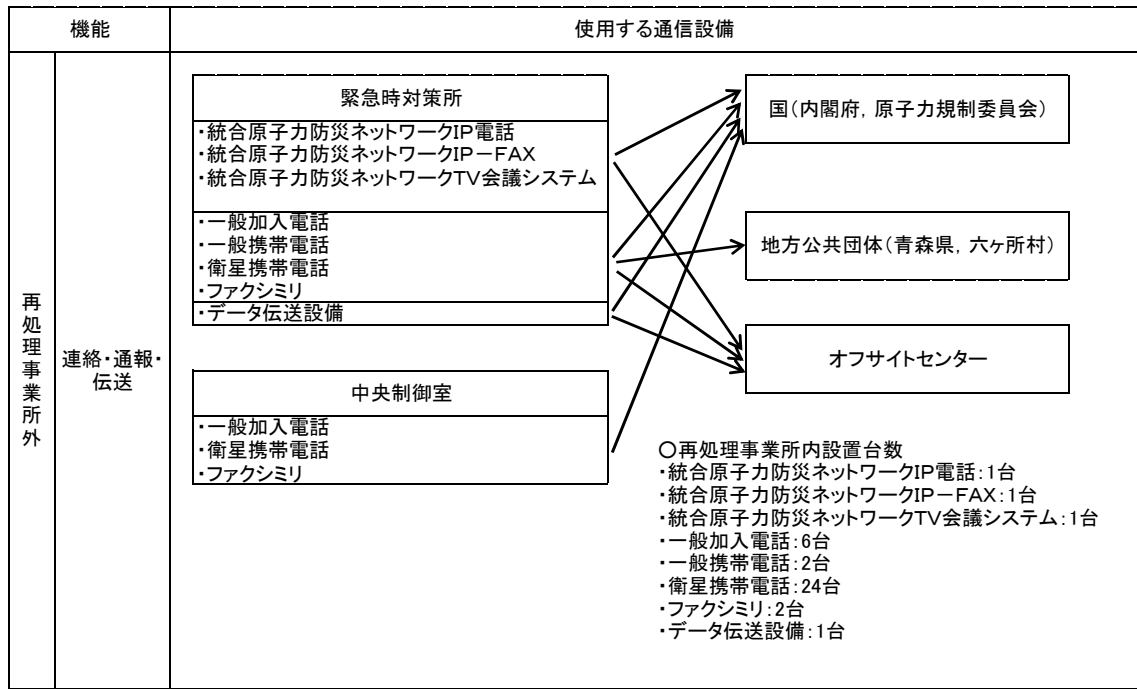 機能
使用する通信設備
再処理事業所外
連絡・通報・
伝送
緊急時対策所
・統合原子力防災ネットワークIP電話
・統合原子力防災ネットワークIP－FAX
・統合原子力防災ネットワークTV会議システム
・一般加入電話
・一般携帯電話
・衛星携帯電話
・ファクシミリ
・データ伝送設備
中央制御室
・一般加入電話
・衛星携帯電話
・ファクシミリ
国（内閣府，原子力規制委員会）
地方公共団体（青森県，六ヶ所村）
オフサイトセンター
○再処理事業所内設置台数
・統合原子力防災ネットワークIP電話：1台
・統合原子力防災ネットワークIP－FAX：1台
・統合原子力防災ネットワークTV会議システム：1台
・一般加入電話：6台
・一般携帯電話：2台
・衛星携帯電話：24台
・ファクシミリ：2台
・データ伝送設備：1台